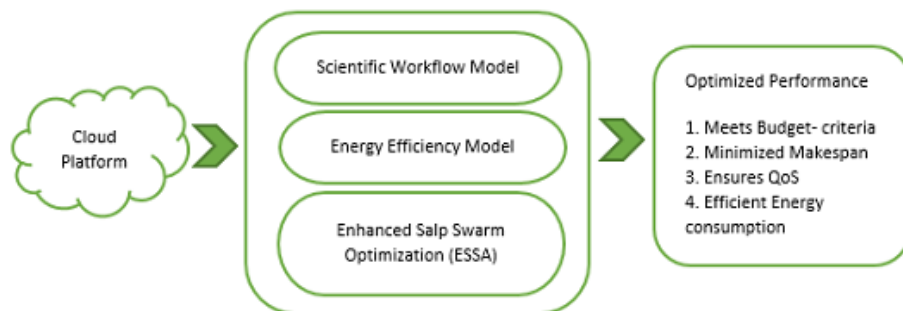 Cloud
Platform
Scientific Workflow Model
Energy Efficiency Model
Enhanced Salp Swarm
Optimization (ESSA)
Optimized Performance
1. Meets Budget- criteria
2. Minimized Makespan
3. Ensures QoS
4. Efficient Energy
consumption